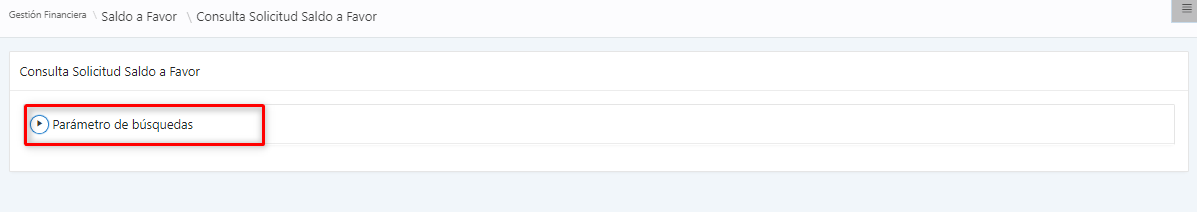 Gestión Financiera \ Saldo a Favor \ Consulta Solicitud Saldo a Favor
Consulta Solicitud Saldo a Favor
Parámetro de búsquedas